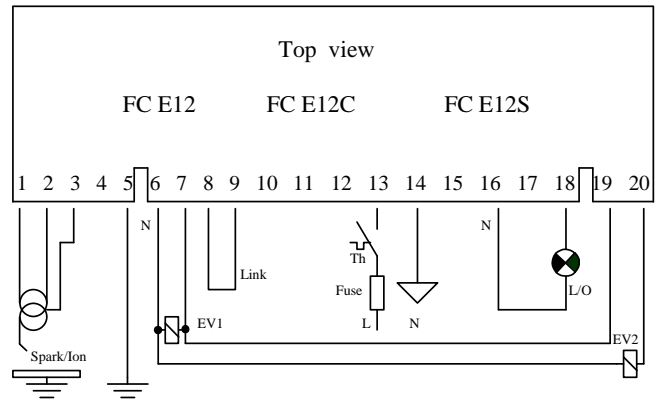 Top view
FC E12 FC E12C FC E12S
1 2 3 4 5 6 7 8 9 10 11 12 13 14 15 16 17 18 19 20
N N
Th
Link
Fuse L/O
EV1 L N
EV2
Spark/Ion